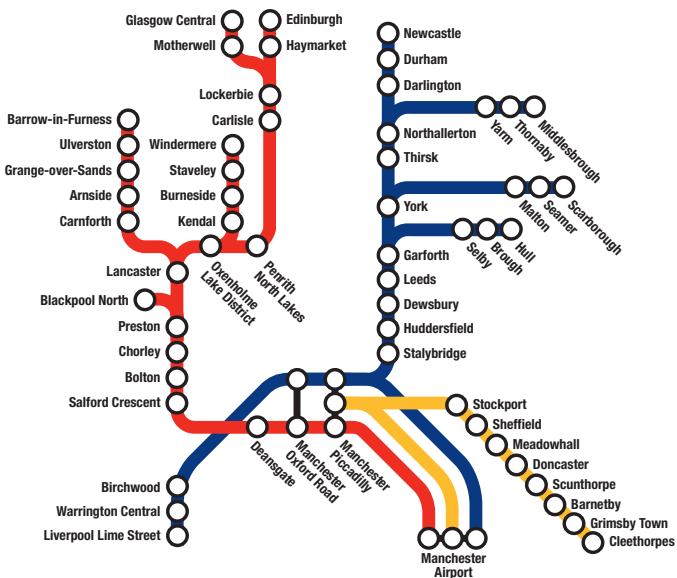 Glasgow Central
Edinburgh
Motherwell
Haymarket
Lockerbie
Carlisle
Barrow-in-Furness
Ulverston
Grange-over-Sands
Arnside
Carnforth
Windermere
Staveley
Burneside
Kendal
Oxenholme
Lake District
Penrith
North Lakes
Lancaster
Blackpool North
Preston
Chorley
Bolton
Salford Crescent
Deansgate
Manchester
Oxford Road
Manchester
Piccadilly
Birchwood
Warrington Central
Liverpool Lime Street
Newcastle
Durham
Darlington
Yarn
Thornaby
Middlesbrough
Northallerton
Thirsk
York
Malton
Seamer
Scarborough
Selby
Brough
Hull
Garforth
Leeds
Dewsbury
Huddersfield
Stalybridge
Stockport
Sheffield
Meadowhall
Doncaster
Scunthorpe
Barnetby
Grimsby Town
Cleethorpes
Manchester
Airport